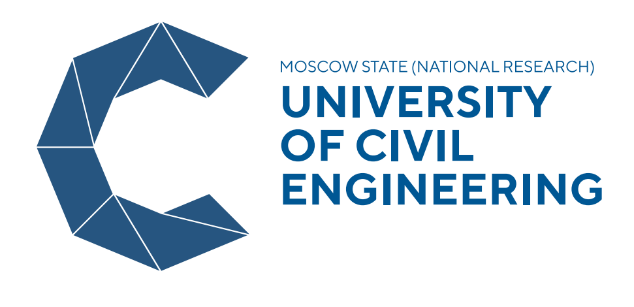 MOSCOW STATE (NATIONAL RESEARCH)
UNIVERSITY
OF CIVIL
ENGINEERING